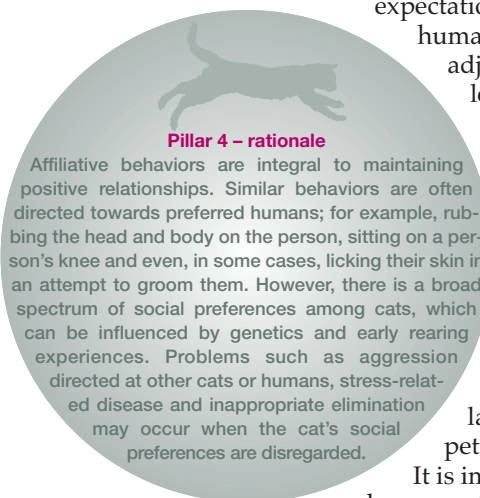 expectatio
huma
adj
le
Pillar 4 – rationale
Affiliative behaviors are integral to maintaining
positive relationships. Similar behaviors are often
directed towards preferred humans; for example, rub-
bing the head and body on the person, sitting on a per-
son's knee and even, in some cases, licking their skin in
an attempt to groom them. However, there is a broad
spectrum of social preferences among cats, which
can be influenced by genetics and early rearing
experiences. Problems such as aggression
directed at other cats or humans, stress-relat-
ed disease and inappropriate elimination
may occur when the cat's social
preferences are disregarded.
la
pet
It is in